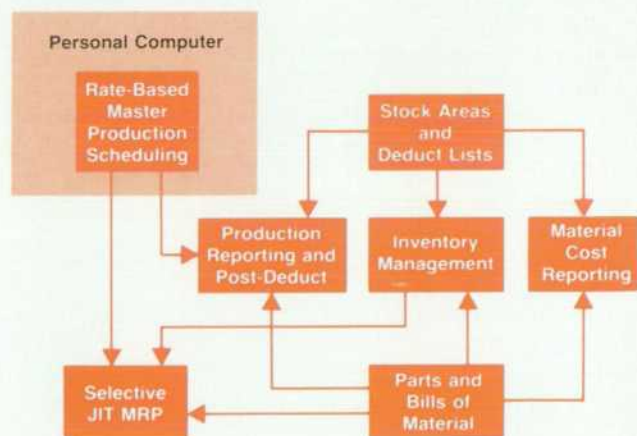 Personal Computer
Rate-Based
Master
Production
Scheduling
Stock Areas
and
Deduct Lists
Production
Reporting and
Post-Deduct
Inventory
Management
Material
Cost
Reporting
Selective
JIT MRP
Parts and
Bills of
Material